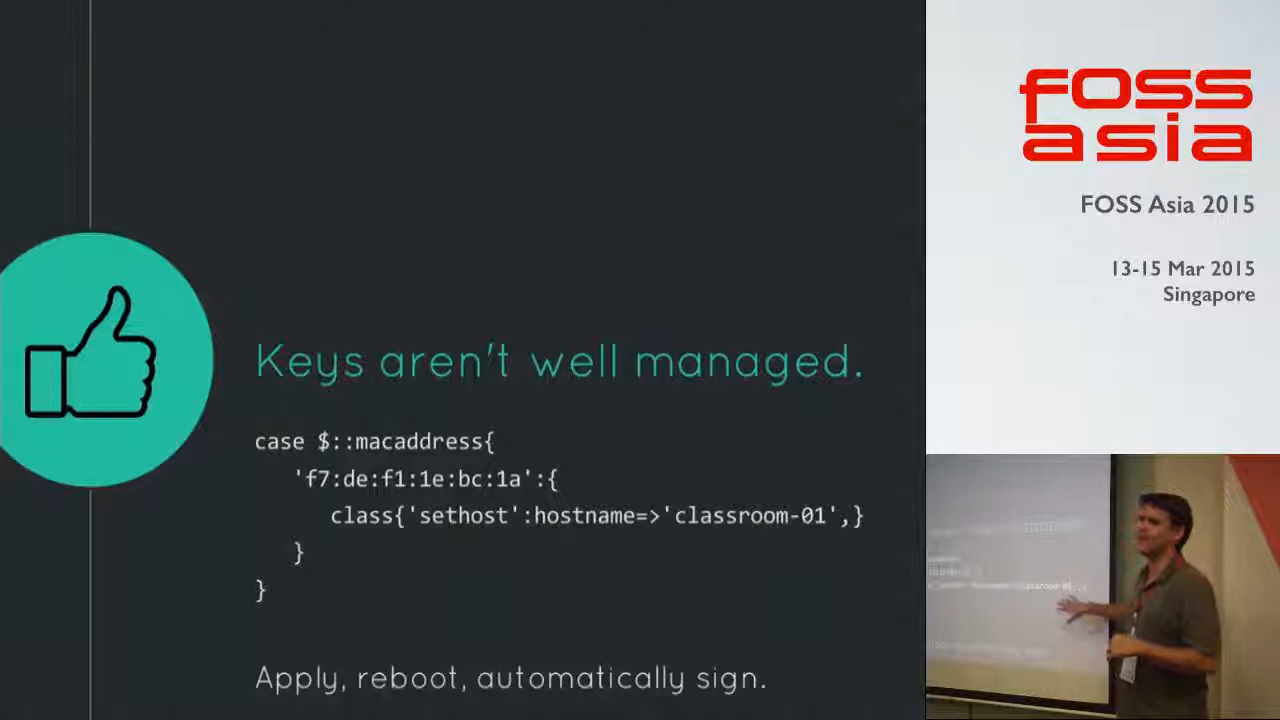 Keys aren't well managed.
case $::macaddress{
'f7:de:f1:1e:bc:1a':{
class{'sethost':hostname=>'classroom-01',}
}
}
Apply, reboot, automatically sign.
foss
asia
FOSS Asia 2015
13-15 Mar 2015
Singapore